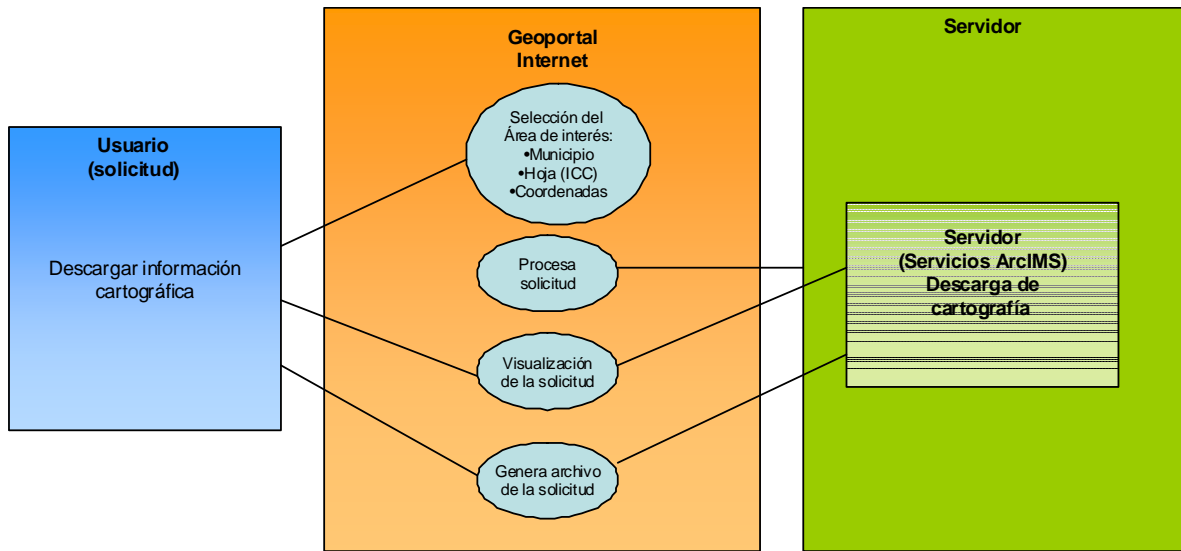 Usuario
(solicitud)
Descargar información
cartográfica
Geoportal
Internet
Selección del
Área de interés:
•Municipio
•Hoja (ICC)
•Coordenadas
Procesa
solicitud
Visualización
de la solicitud
Genera archivo
de la solicitud
Servidor
Servidor
(Servicios ArcIMS)
Descarga de
cartografía